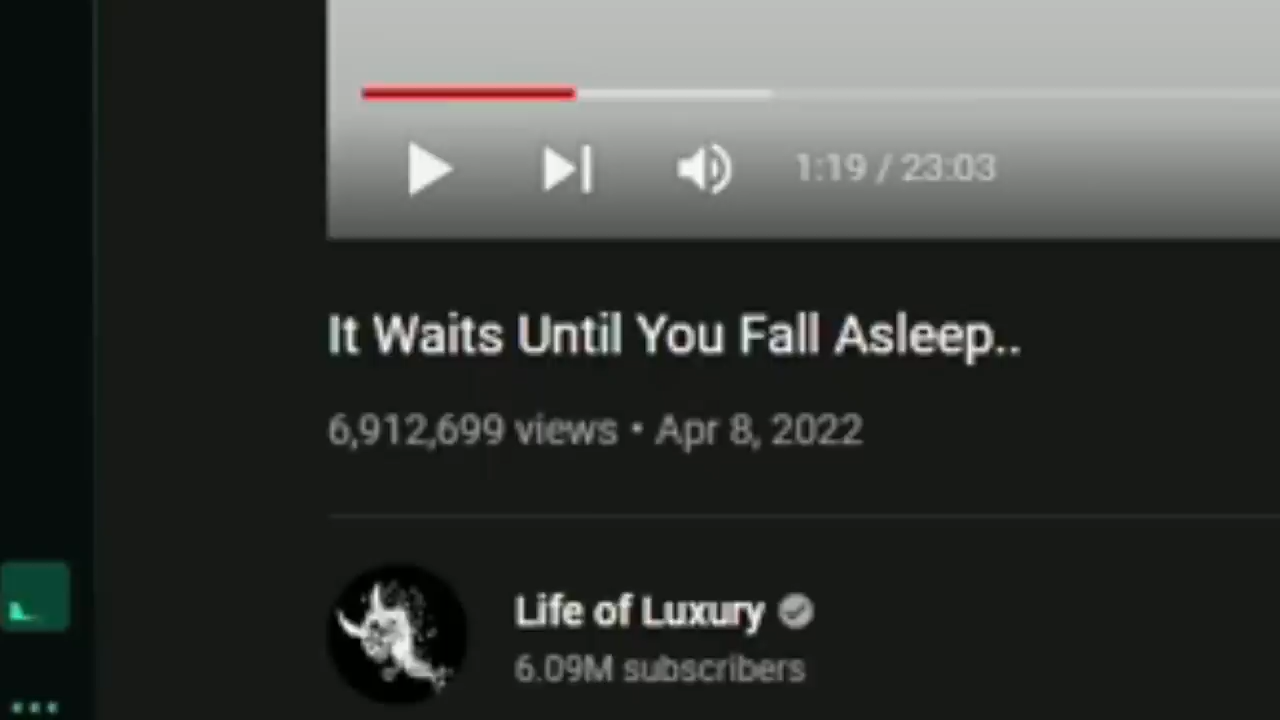 1:19 / 23:03
It Waits Until You Fall Asleep..
6,912,699 views • Apr 8, 2022
Life of Luxury
6.09M subscribers